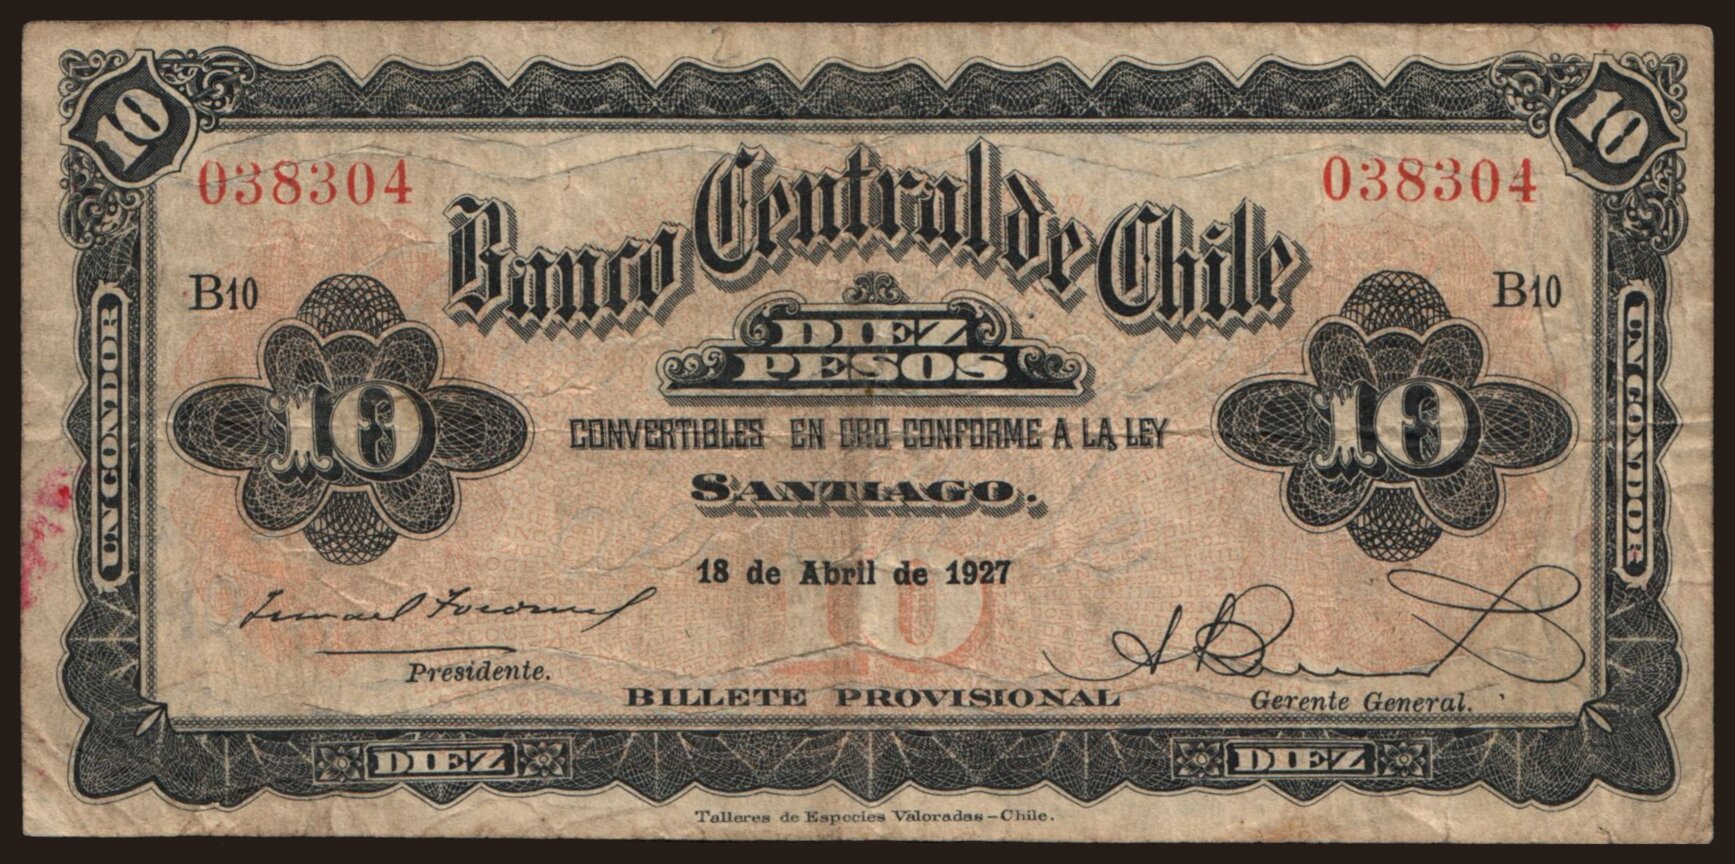 10 10
038304 038304
Banco Central de Chile
B10 B10
DIEZ
PESOS
UN CONDOR UN CONDOR
10 10
CONVERTIBLES EN ORO CONFORME A LA LEY
SANTIAGO.
18 de Abril de 1927
10
Presidente.
BILLETE PROVISIONAL
Gerente General.
DIEZ DIEZ
Talleres de Especies Valoradas-Chile.